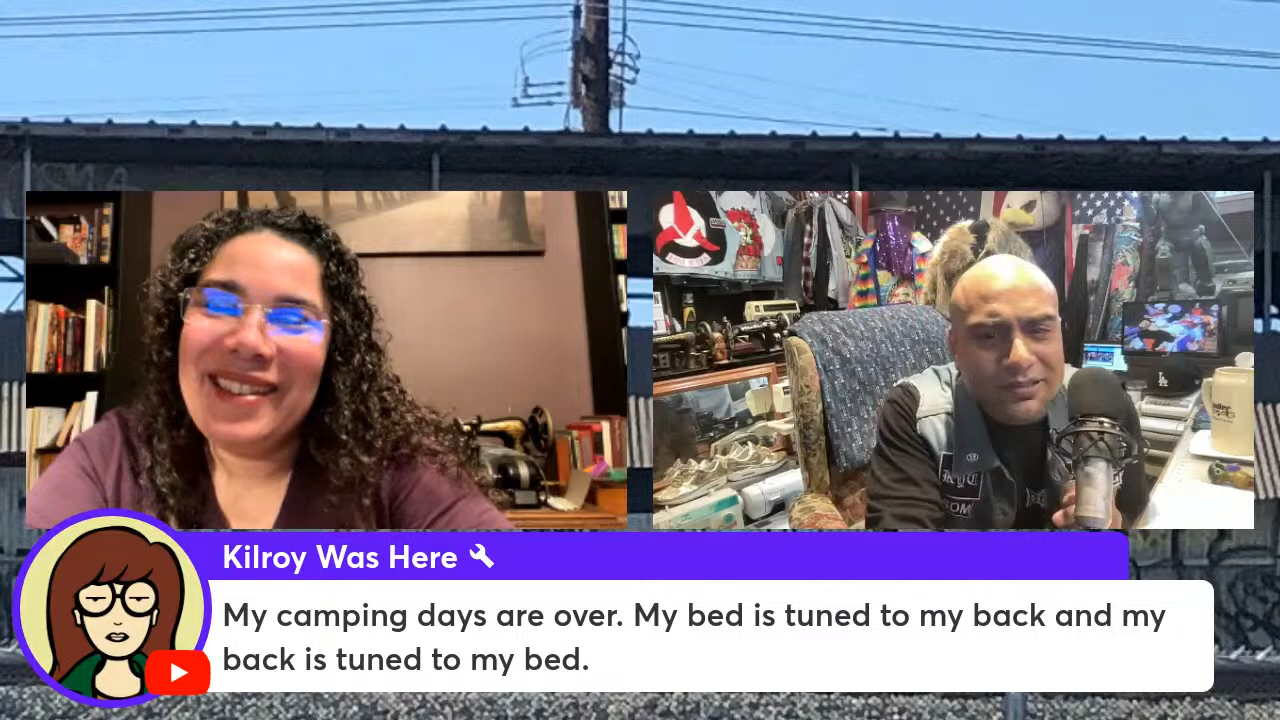 Kilroy Was Here
My camping days are over. My bed is tuned to my back and my
back is tuned to my bed.